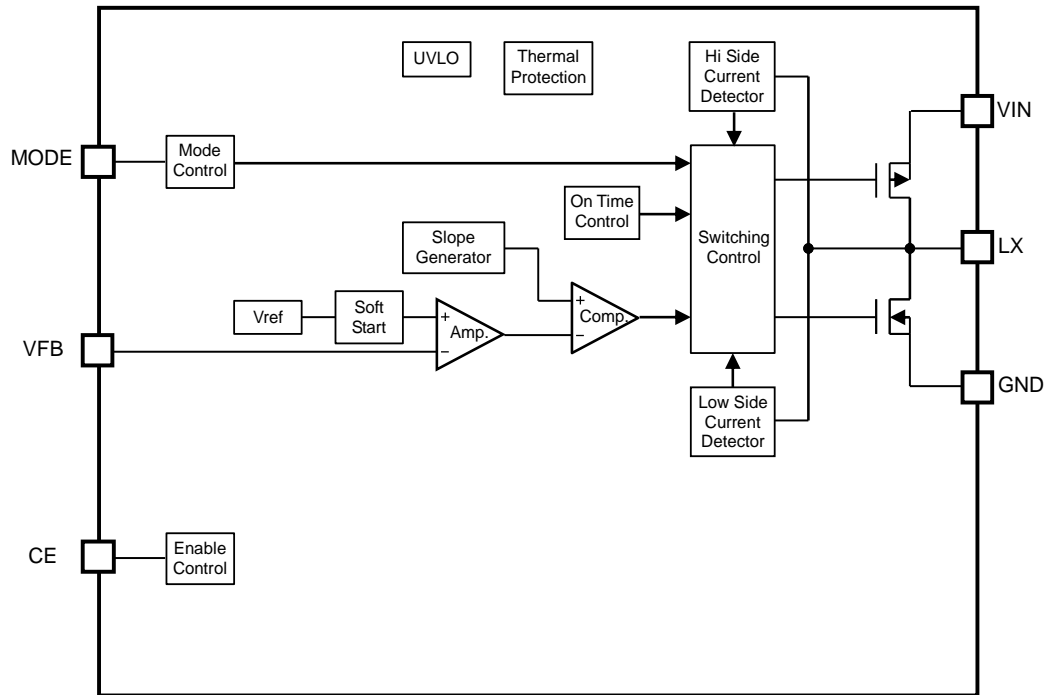 UVLO
Thermal
Protection
Hi Side
Current
Detector
VIN
MODE
Mode
Control
On Time
Control
Slope
Generator
Switching
Control
LX
Vref
Soft
Start
+
Amp.
−
+
Comp.
−
VFB
GND
Low Side
Current
Detector
CE
Enable
Control